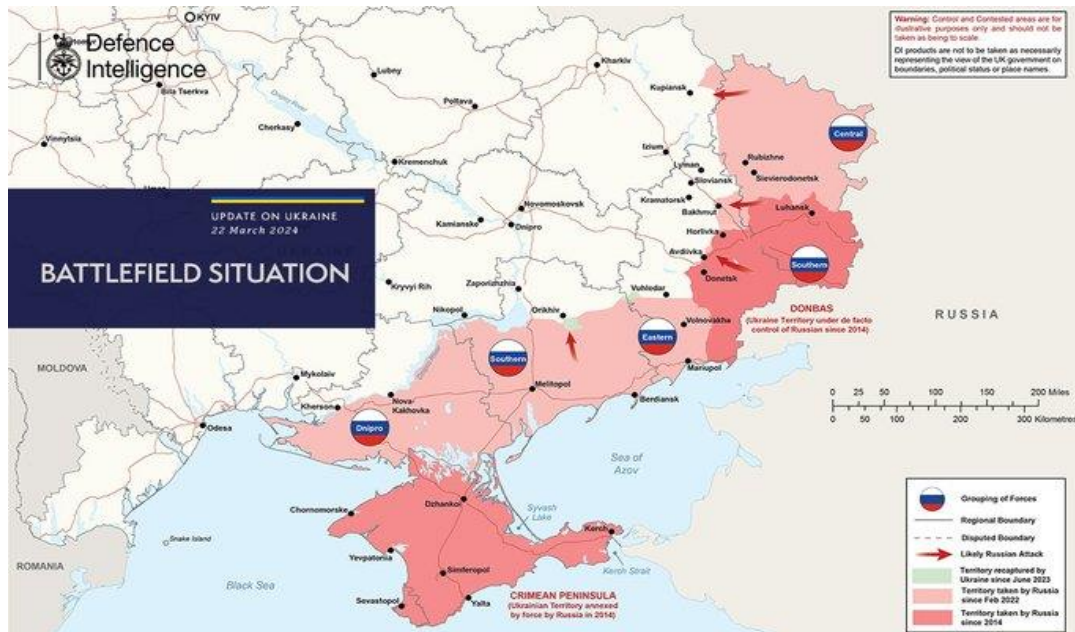 KYIV
Defence
Intelligence
Bila Tserkva
Vinnytsia
Cherkasy
Lubny
Poltava
Kharkiv
Kremenchuk
Kupiansk
Izium
Lyman
Sloviansk
Kramatorsk
Bakhmut
Horlivka
Avdiivka
Donetsk
Rubizhne
Sievierodonetsk
Luhansk
Central
Southern
Warning: Control and Contested areas are for
illustrative purposes only and should not be
taken as being to scale.
DI products are not to be taken as necessarily
representing the view of the UK government on
boundaries, political status or place names.
UPDATE ON UKRAINE
22 March 2024
BATTLEFIELD SITUATION
Kamianske
Novomoskovsk
Dnipro
Kryvyi Rih
Zaporizhzhia
Nikopol
Orikhiv
Vuhledar
Volnovakha
Eastern
Southern
Mariupol
Melitopol
Berdiansk
DONBAS
(Ukraine Territory under de facto
control of Russian since 2014)
RUSSIA
MOLDOVA
Mykolaiv
Kherson
Nova-
Kakhovka
Dnipro
Odesa
0 50 100 150 200 Miles
0 50 100 200 300 Kilometres
Sea of
Azov
Syvash
Lake
Dzhankoi
Chornomorske
Kerch
Kerch Strait
Yevpatoria
Simferopol
Sevastopol
Yalta
Snake Island
ROMANIA
Black Sea
CRIMEAN PENINSULA
(Ukrainian Territory annexed
by force by Russia in 2014)
Grouping of Forces
Regional Boundary
Disputed Boundary
Likely Russian Attack
Territory recaptured by
Ukraine since June 2023
Territory taken by Russia
since Feb 2022
Territory taken by Russia
since 2014